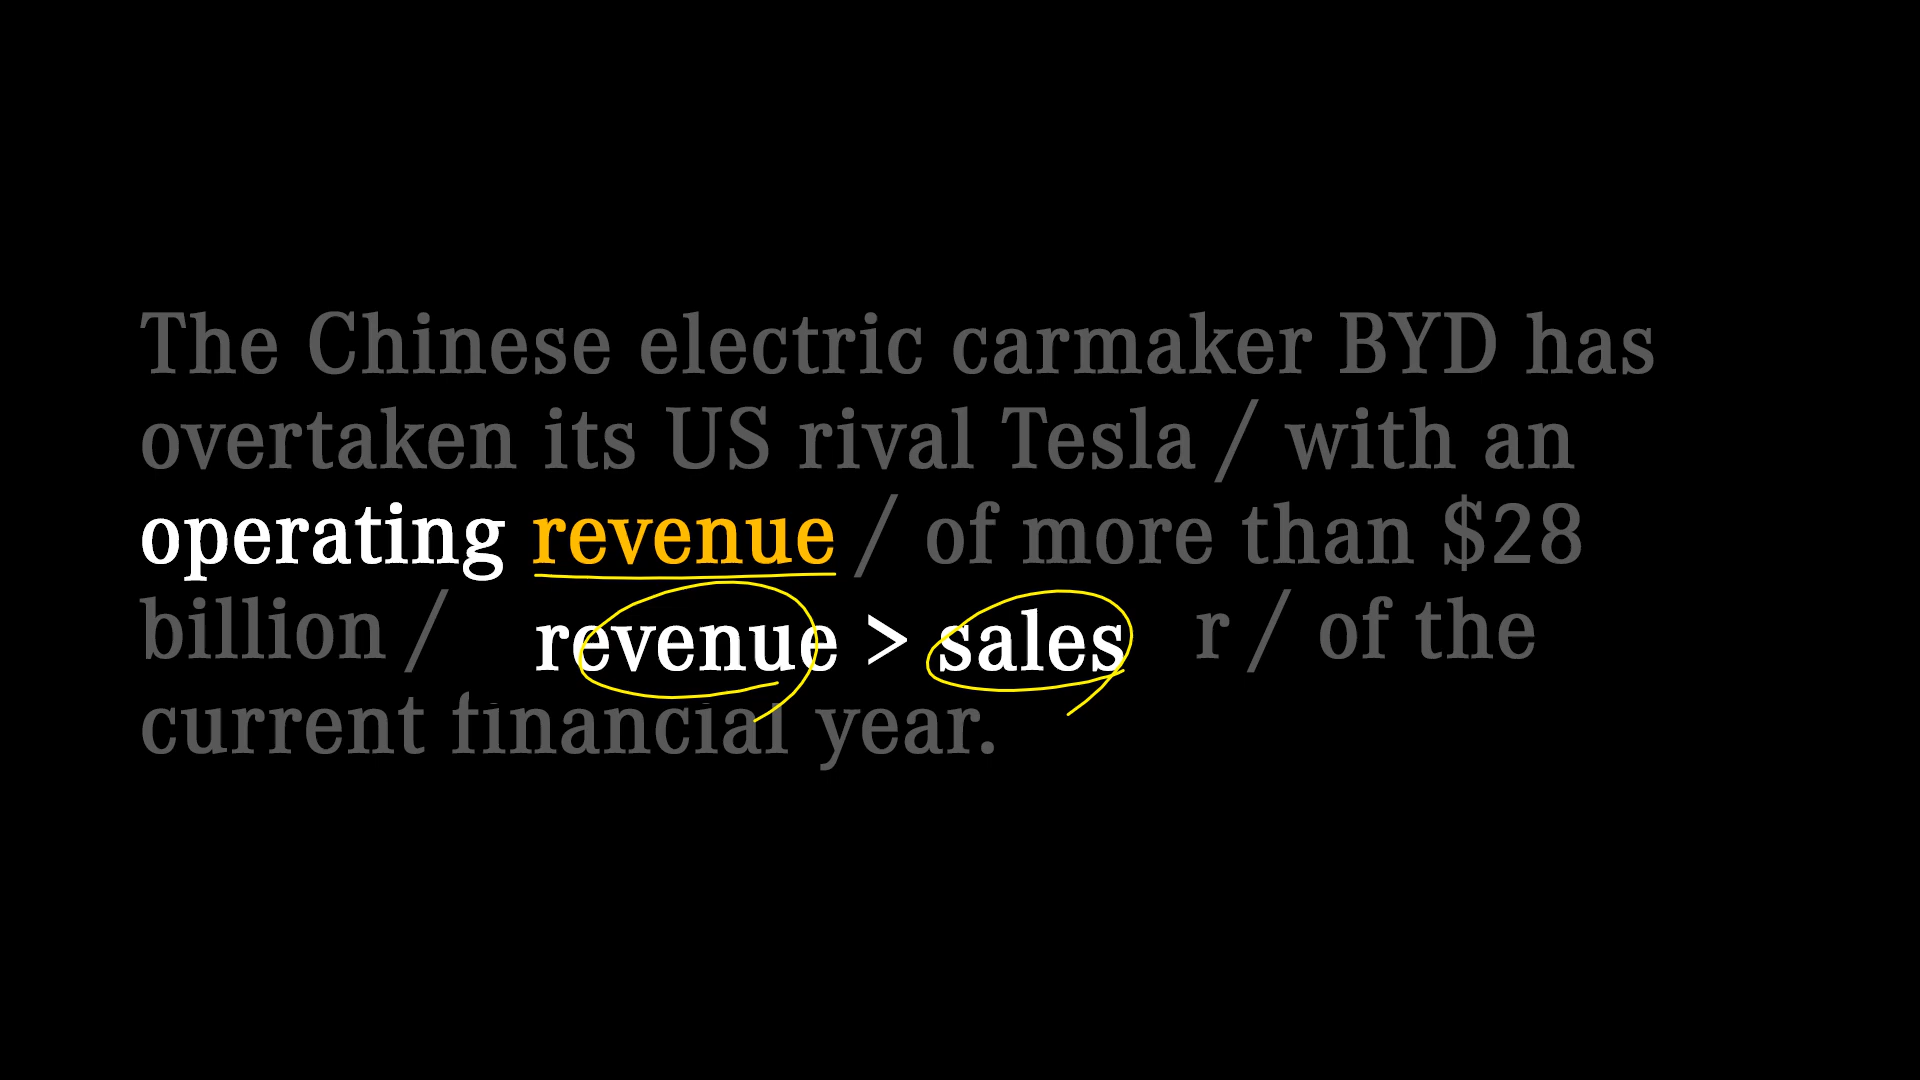 The Chinese electric carmaker BYD has
overtaken its US rival Tesla / with an
operating revenue / of more than $28
billion / revenue > sales r / of the
current financial year.